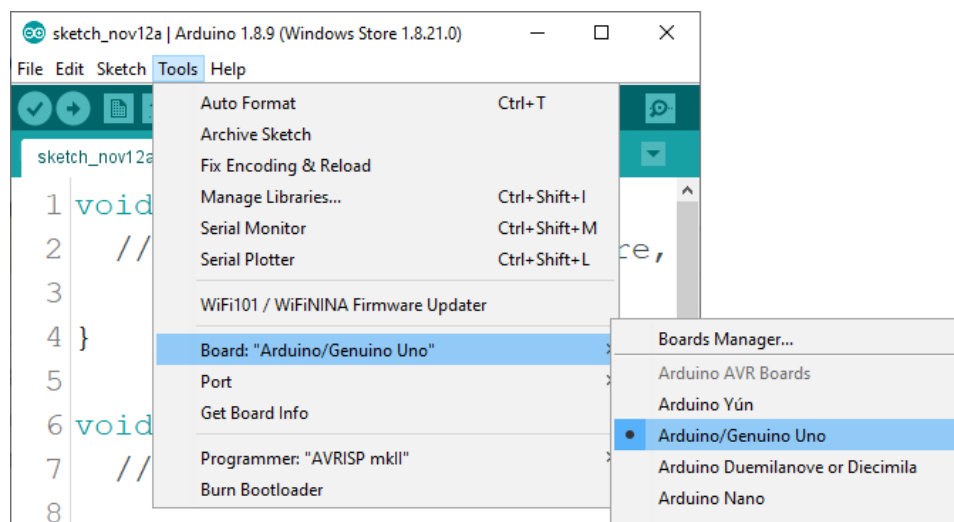 sketch_nov12a | Arduino 1.8.9 (Windows Store 1.8.21.0)
File Edit Sketch Tools Help
sketch_nov12a
Auto Format Ctrl+T
Archive Sketch
Fix Encoding & Reload
Manage Libraries... Ctrl+Shift+I
Serial Monitor Ctrl+Shift+M
Serial Plotter Ctrl+Shift+L
WiFi101 / WiFiNINA Firmware Updater
Board: "Arduino/Genuino Uno"
Port
Get Board Info
Programmer: "AVRISP mkII"
Burn Bootloader
Boards Manager...
Arduino AVR Boards
Arduino Yún
Arduino/Genuino Uno
Arduino Duemilanove or Diecimila
Arduino Nano
1 void
2 // re,
3
4 }
5
6 void
7 //
8